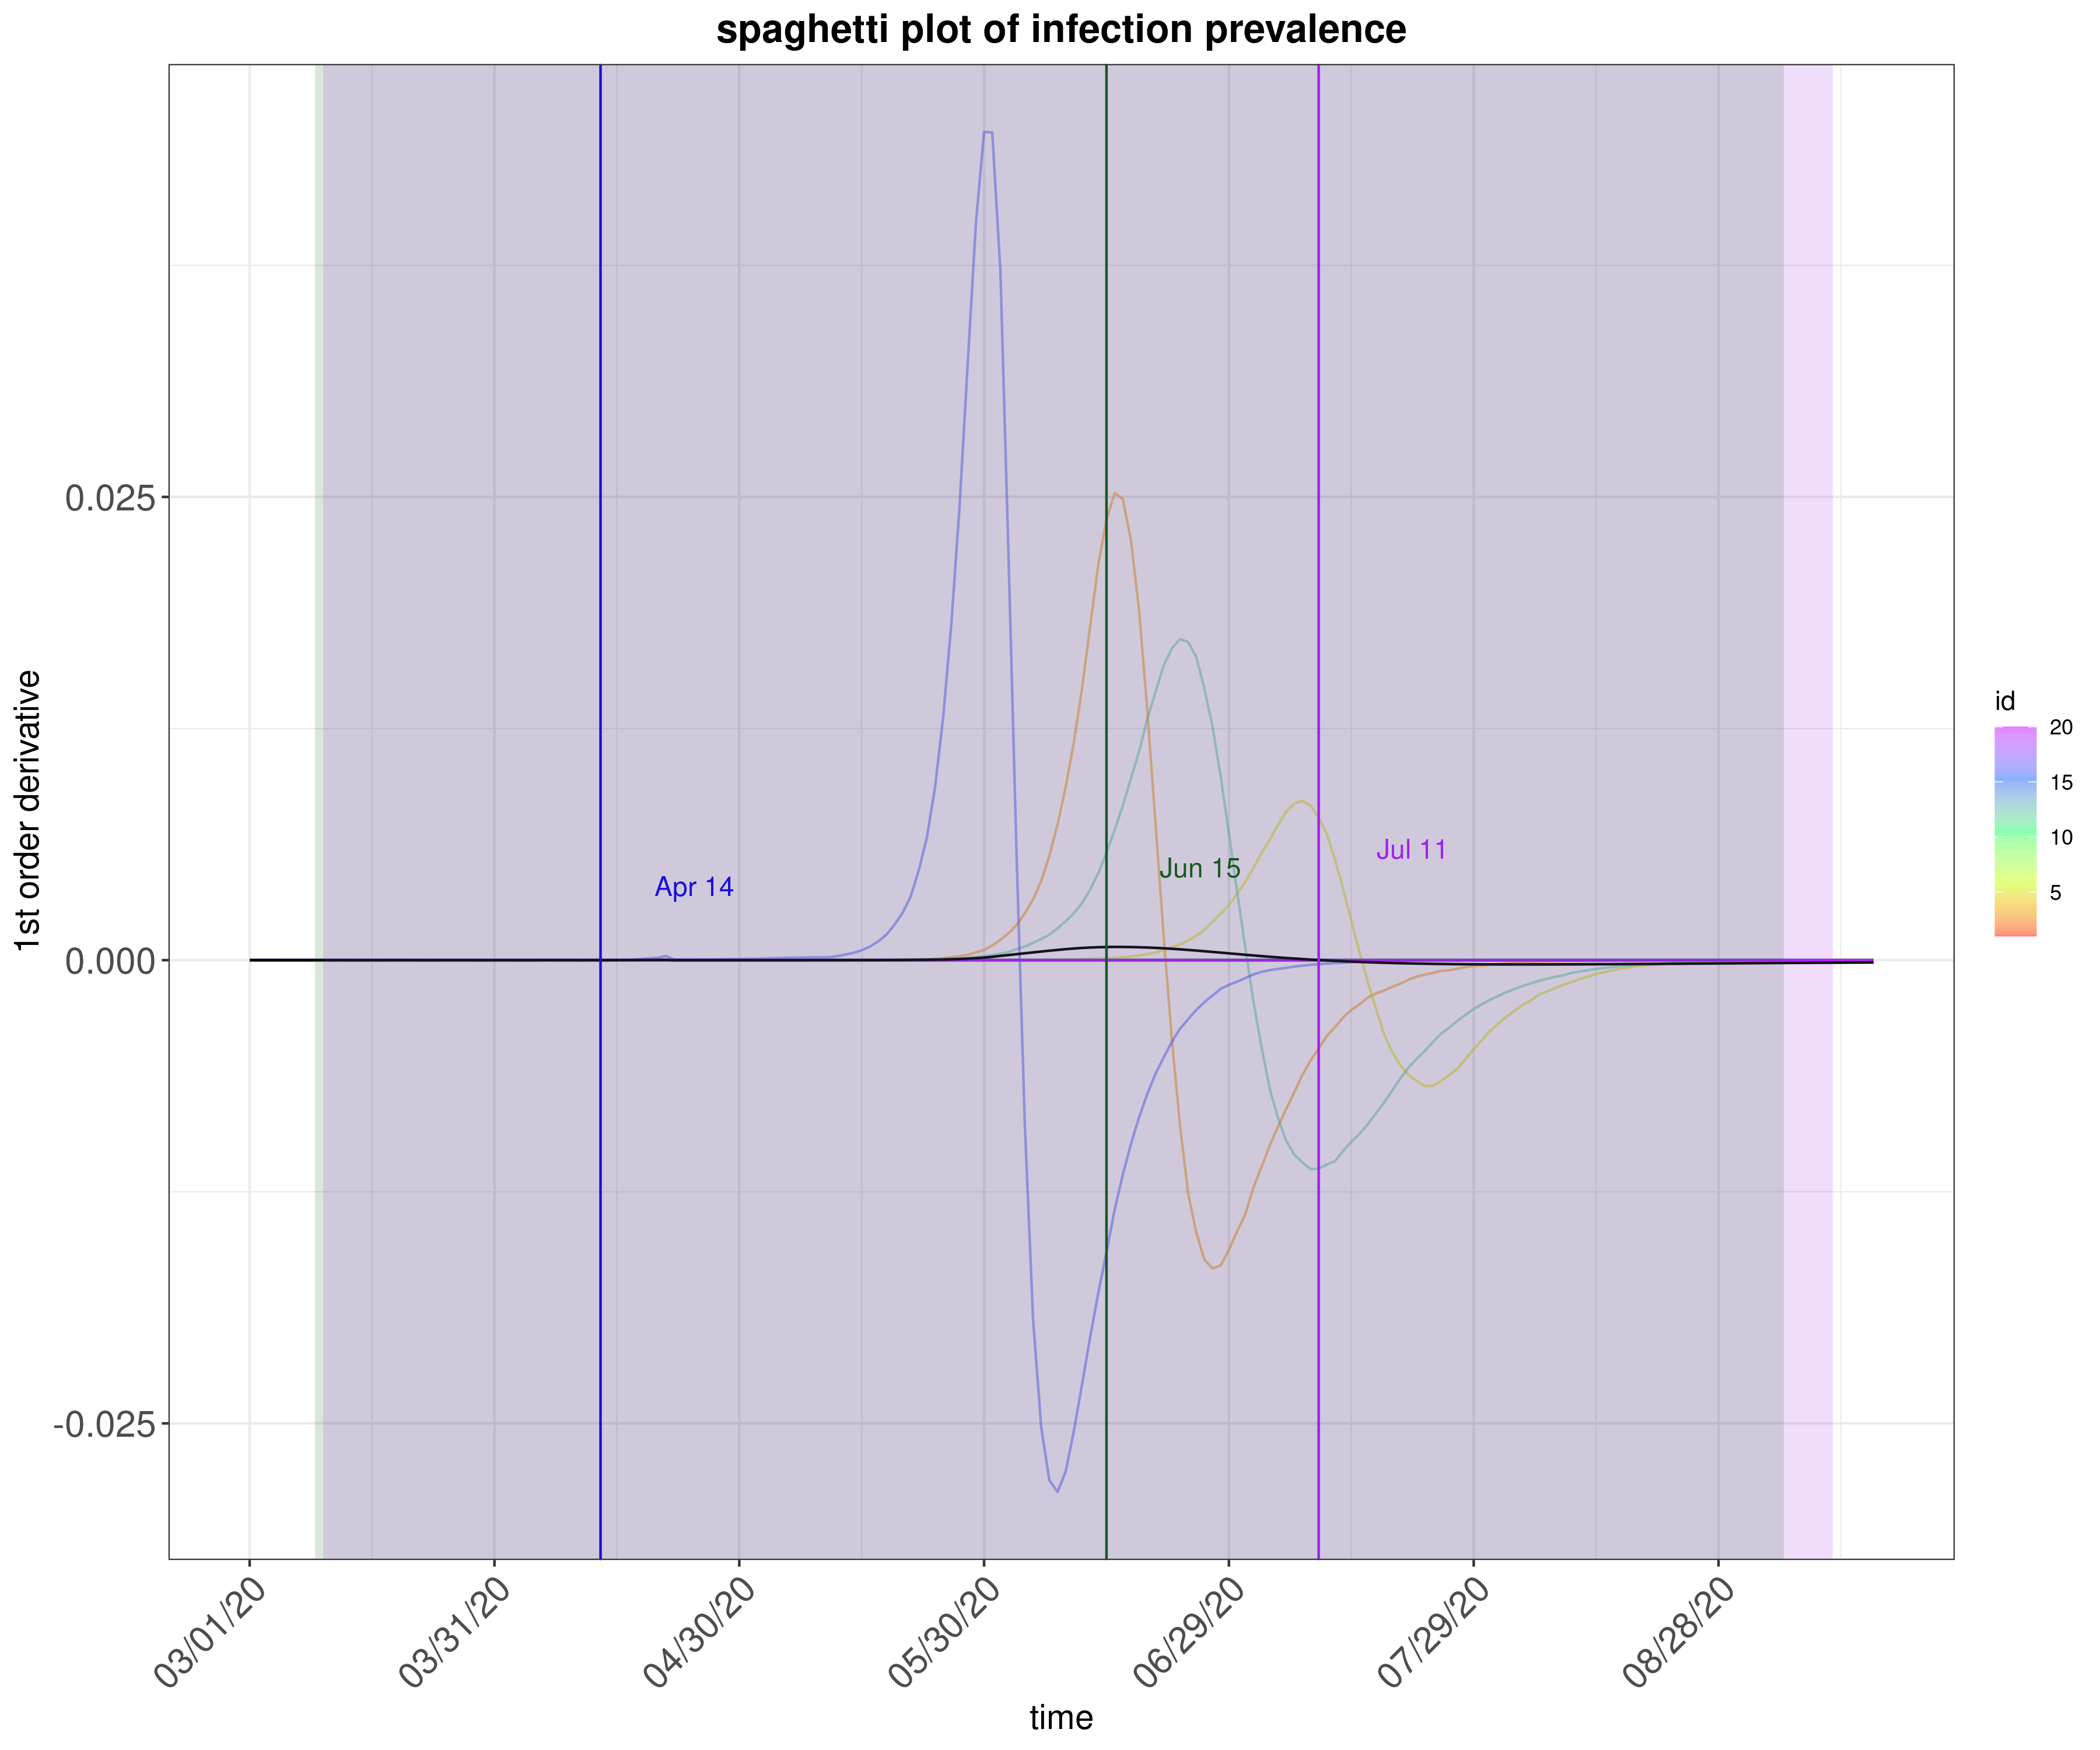 spaghetti plot of infection prevalence
1st order derivative
0.025
0.000
-0.025
Apr 14
Jun 15
Jul 11
id
20
15
10
5
03/01/20
03/31/20
04/30/20
05/30/20
06/29/20
07/29/20
08/28/20
time